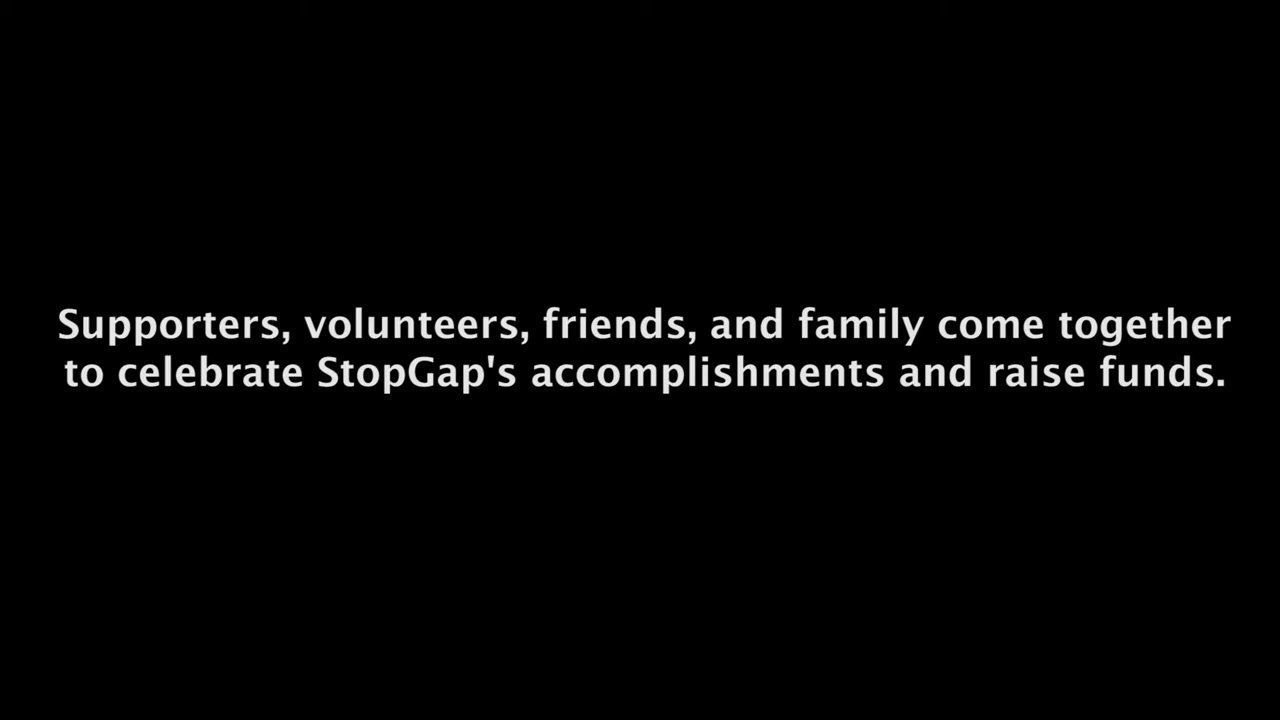 Supporters, volunteers, friends, and family come together
to celebrate StopGap's accomplishments and raise funds.